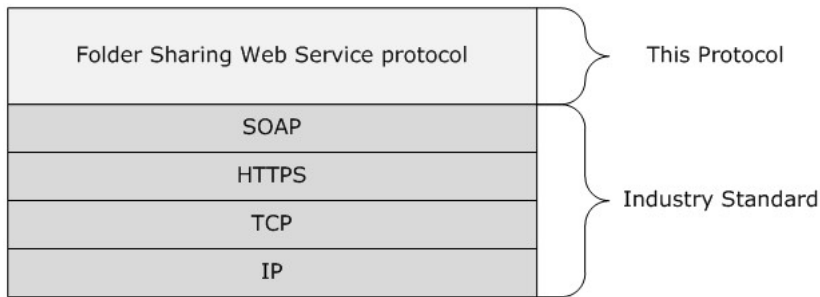 Folder Sharing Web Service protocol
This Protocol
SOAP
HTTPS
TCP
IP
Industry Standard